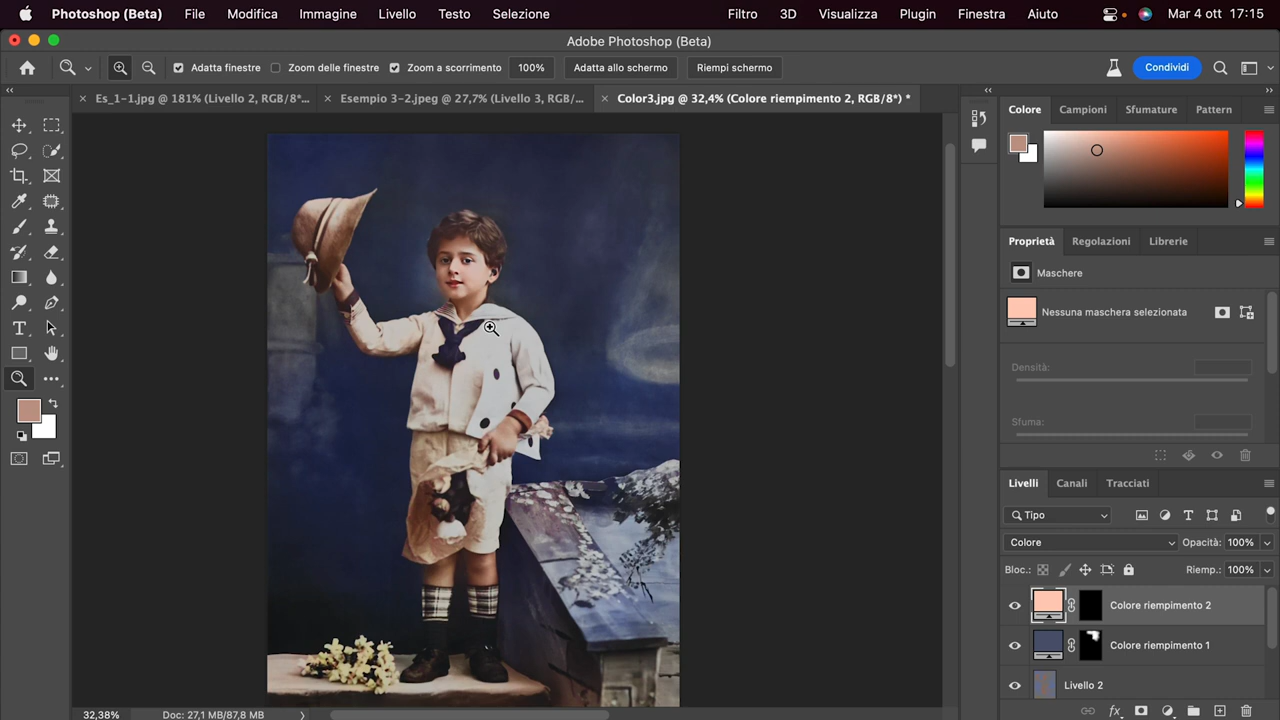 Photoshop (Beta) File Modifica Immagine Livello Testo Selezione Filtro 3D Visualizza Plugin Finestra Aiuto Mar 4 ott 17:15
Adobe Photoshop (Beta)
Adatta finestre Zoom delle finestre Zoom a scorrimento 100% Adatta allo schermo Riempi schermo Condividi
Es_1-1.jpg @ 181% (Livello 2, RGB/8*... Esempio 3-2.jpeg @ 27,7% (Livello 3, RGB/8/... Color3.jpg @ 32,4% (Colore riempimento 2, RGB/8*) *
Colore Campioni Sfumature Pattern
Proprietà Regolazioni Librerie
Maschere
Nessuna maschera selezionata
Densità:
Sfuma:
Livelli Canali Tracciati
Tipo
Colore Opacità: 100%
Bloc.: Riemp.: 100%
Colore riempimento 2
Colore riempimento 1
Livello 2
32,38% Doc: 27,1 MB/87,8 MB